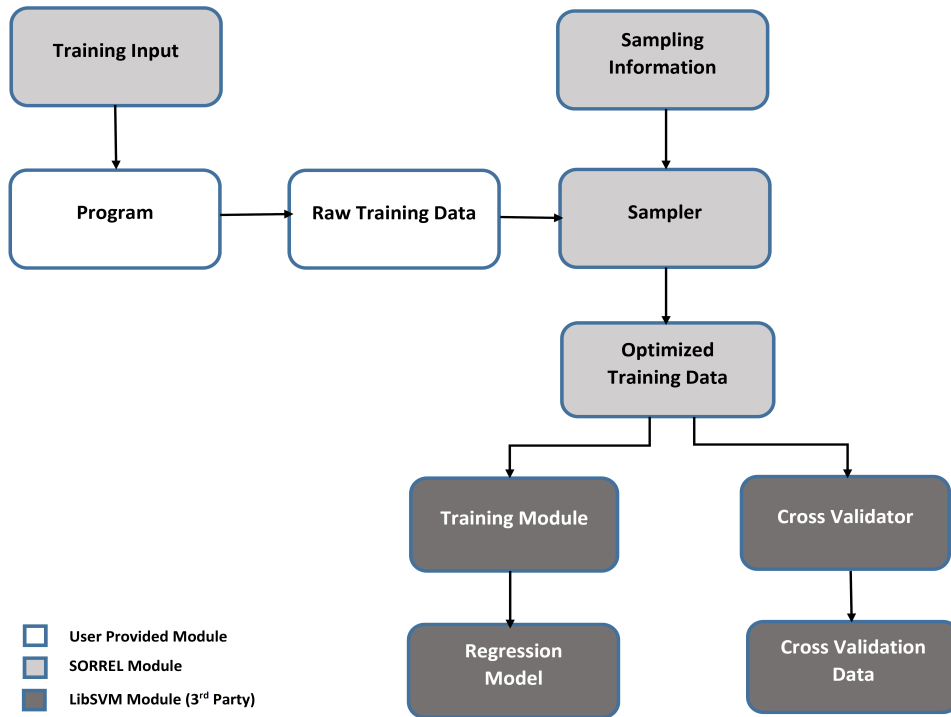 Training Input
Sampling
Information
Program
Raw Training Data
Sampler
Optimized
Training Data
Training Module
Cross Validator
Regression
Model
Cross Validation
Data
User Provided Module
SORREL Module
LibSVM Module (3rd Party)